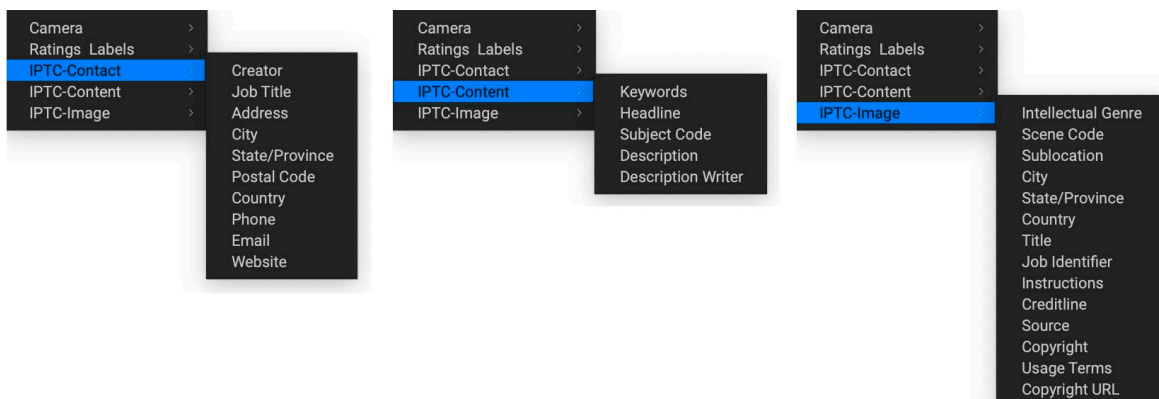 Camera
Ratings Labels
IPTC-Contact
IPTC-Content
IPTC-Image
Creator
Job Title
Address
City
State/Province
Postal Code
Country
Phone
Email
Website
Camera
Ratings Labels
IPTC-Contact
IPTC-Content
IPTC-Image
Keywords
Headline
Subject Code
Description
Description Writer
Camera
Ratings Labels
IPTC-Contact
IPTC-Content
IPTC-Image
Intellectual Genre
Scene Code
Sublocation
City
State/Province
Country
Title
Job Identifier
Instructions
Creditline
Source
Copyright
Usage Terms
Copyright URL